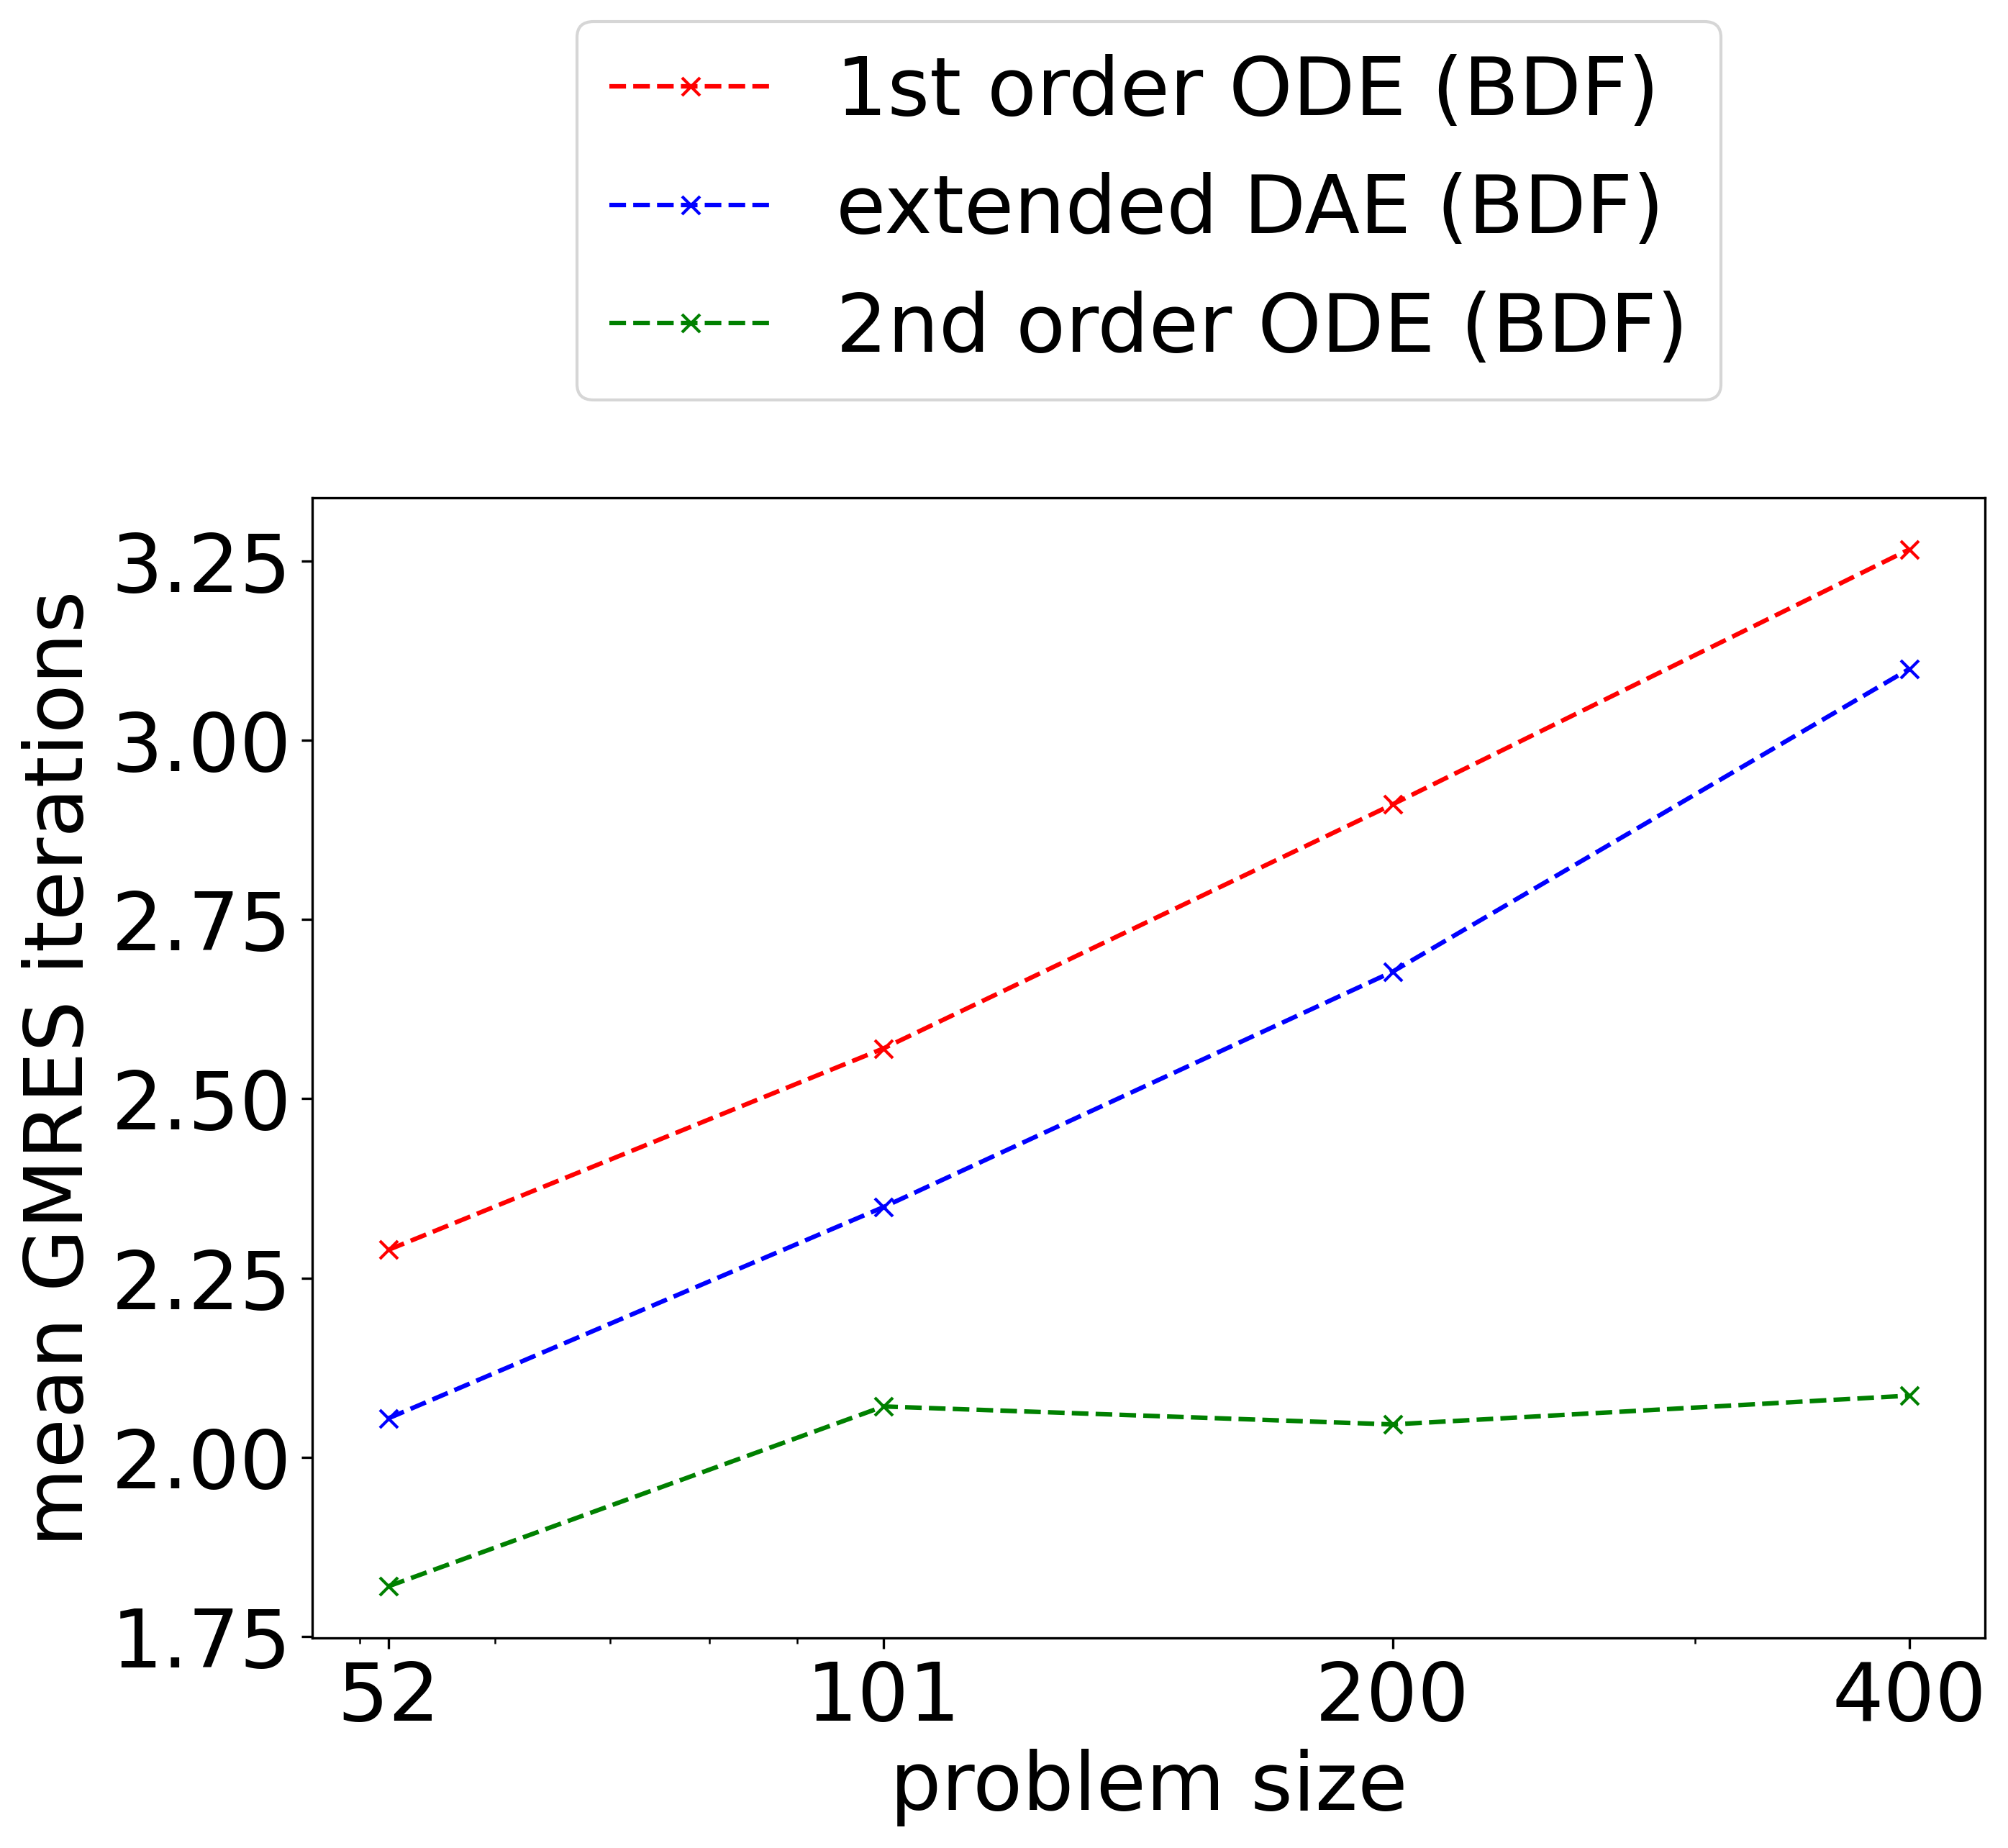 1st order ODE (BDF)
extended DAE (BDF)
2nd order ODE (BDF)
mean GMRES iterations
3.25
3.00
2.75
2.50
2.25
2.00
1.75
52 101 200 400
problem size